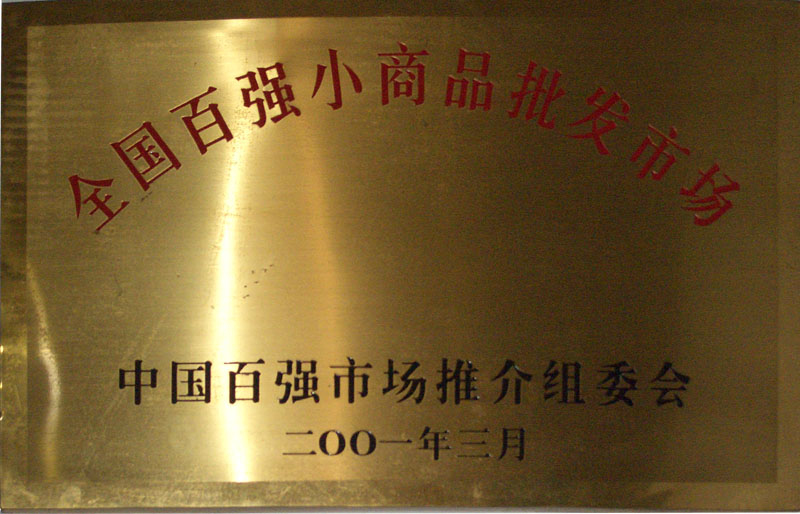 全国百强小商品批发市场
中国百强市场推介组委会
二OO一年三月